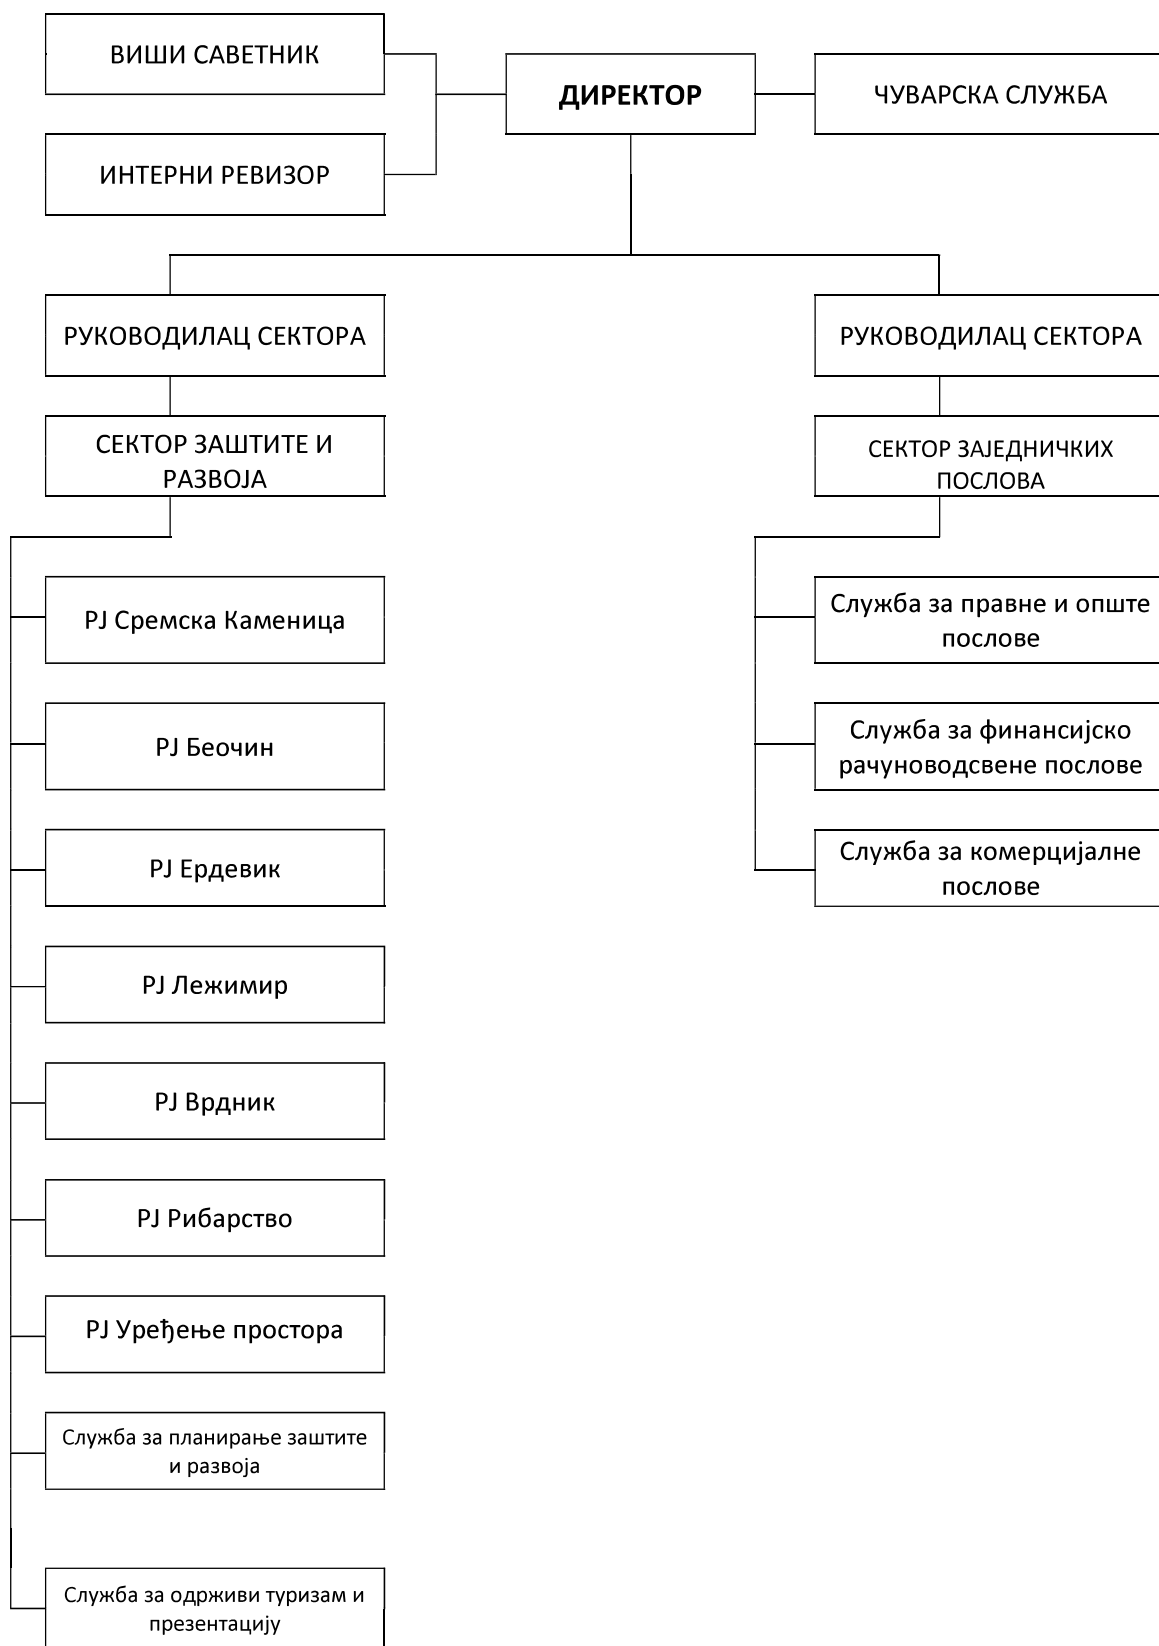 ВИШИ САВЕТНИК
ДИРЕКТОР
ЧУВАРСКА СЛУЖБА
ИНТЕРНИ РЕВИЗОР
РУКОВОДИЛАЦ СЕКТОРА
РУКОВОДИЛАЦ СЕКТОРА
СЕКТОР ЗАШТИТЕ И
РАЗВОЈА
СЕКТОР ЗАЈЕДНИЧКИХ
ПОСЛОВА
РЈ Сремска Каменица
РЈ Беочин
РЈ Ердевик
РЈ Лежимир
РЈ Врдник
РЈ Рибарство
РЈ Уређење простора
Служба за планирање заштите
и развоја
Служба за одрживи туризам и
презентацију
Служба за правне и опште
послове
Служба за финансијско
рачуноводсвене послове
Служба за комерцијалне
послове